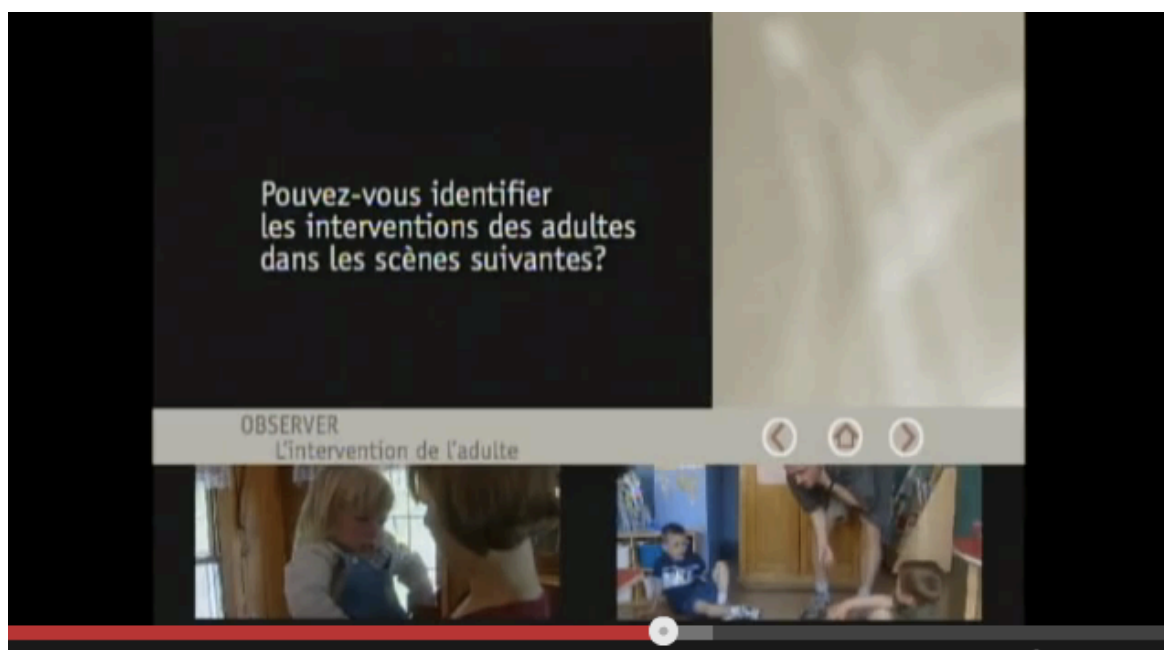 Pouvez-vous identifier
les interventions des adultes
dans les scènes suivantes?
OBSERVER
L'intervention de l'adulte